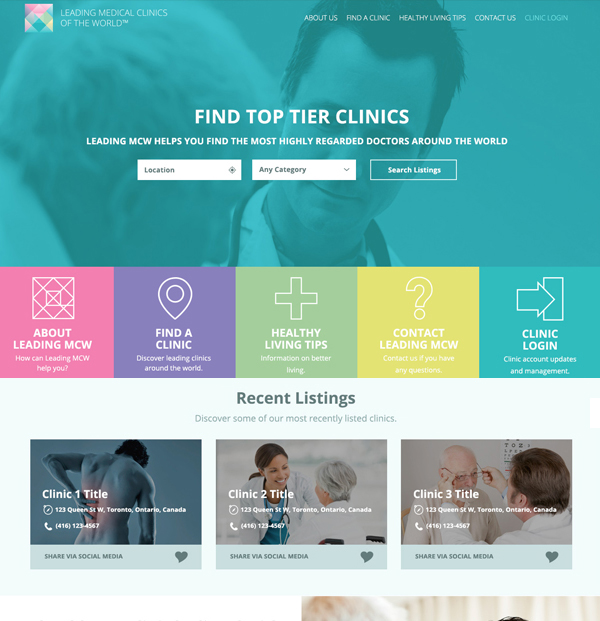 LEADING MEDICAL CLINICS
OF THE WORLD™
ABOUT US FIND A CLINIC HEALTHY LIVING TIPS CONTACT US CLINIC LOGIN
FIND TOP TIER CLINICS
LEADING MCW HELPS YOU FIND THE MOST HIGHLY REGARDED DOCTORS AROUND THE WORLD
Location Any Category Search Listings
ABOUT
LEADING MCW
How can Leading MCW
help you?
FIND A
CLINIC
Discover leading clinics
around the world.
HEALTHY
LIVING TIPS
Information on better
living.
CONTACT
LEADING MCW
Contact us if you have
any questions.
CLINIC
LOGIN
Clinic account updates
and management.
Recent Listings
Discover some of our most recently listed clinics.
Clinic 1 Title
123 Queen St W, Toronto, Ontario, Canada
(416) 123-4567
SHARE VIA SOCIAL MEDIA
Clinic 2 Title
123 Queen St W, Toronto, Ontario, Canada
(416) 123-4567
SHARE VIA SOCIAL MEDIA
Clinic 3 Title
123 Queen St W, Toronto, Ontario, Canada
(416) 123-4567
SHARE VIA SOCIAL MEDIA